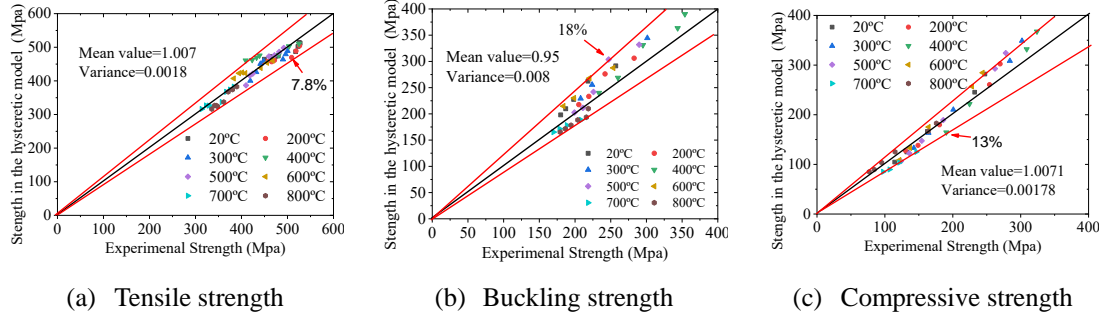 Stength in the hysteretic model (Mpa)
600
500
400
300
200
100
0
Mean value=1.007
Variance=0.0018
7.8%
20ºC 200ºC
300ºC 400ºC
500ºC 600ºC
700ºC 800ºC
0 100 200 300 400 500 600
Experimental Strength (Mpa)
(a) Tensile strength
Stength in the hysteretic model (Mpa)
400
350
300
250
200
150
100
50
0
18%
Mean value=0.95
Variance=0.008
20ºC 200ºC
300ºC 400ºC
500ºC 600ºC
700ºC 800ºC
0 50 100 150 200 250 300 350 400
Experimental Strength (Mpa)
(b) Buckling strength
Stength in the hysteretic model (Mpa)
400
300
200
100
0
20ºC 200ºC
300ºC 400ºC
500ºC 600ºC
700ºC 800ºC
13%
Mean value=1.0071
Variance=0.00178
0 100 200 300 400
Experimental Strength (Mpa)
(c) Compressive strength